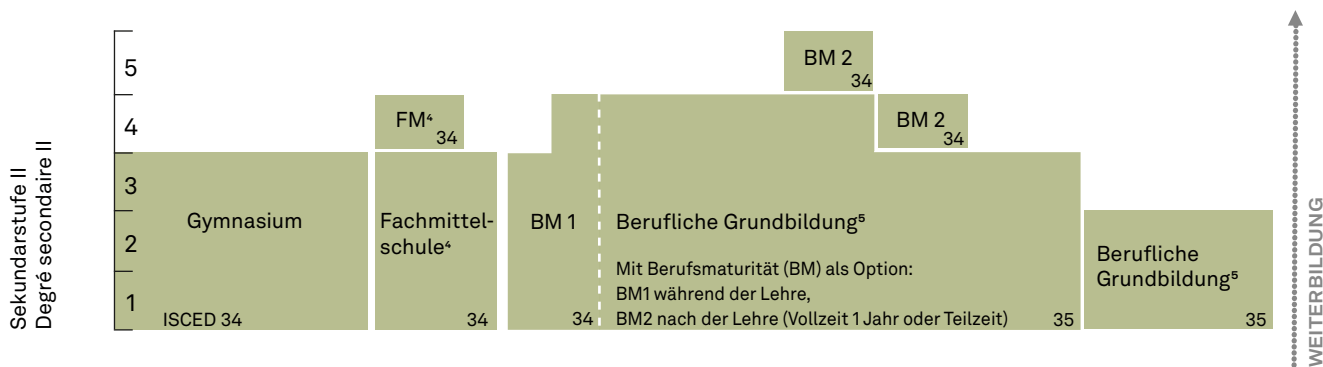 Sekundarstufe II
Degré secondaire II
5
4
3
2
1
BM 2
34
FM⁴
34
BM 2
34
Gymnasium
ISCED 34
Fachmittel-
schule⁴
34
BM 1
34
Berufliche Grundbildung⁵
Mit Berufsmaturität (BM) als Option:
BM1 während der Lehre,
BM2 nach der Lehre (Vollzeit 1 Jahr oder Teilzeit)
35
Berufliche
Grundbildung⁵
35
WEITERBILDUNG